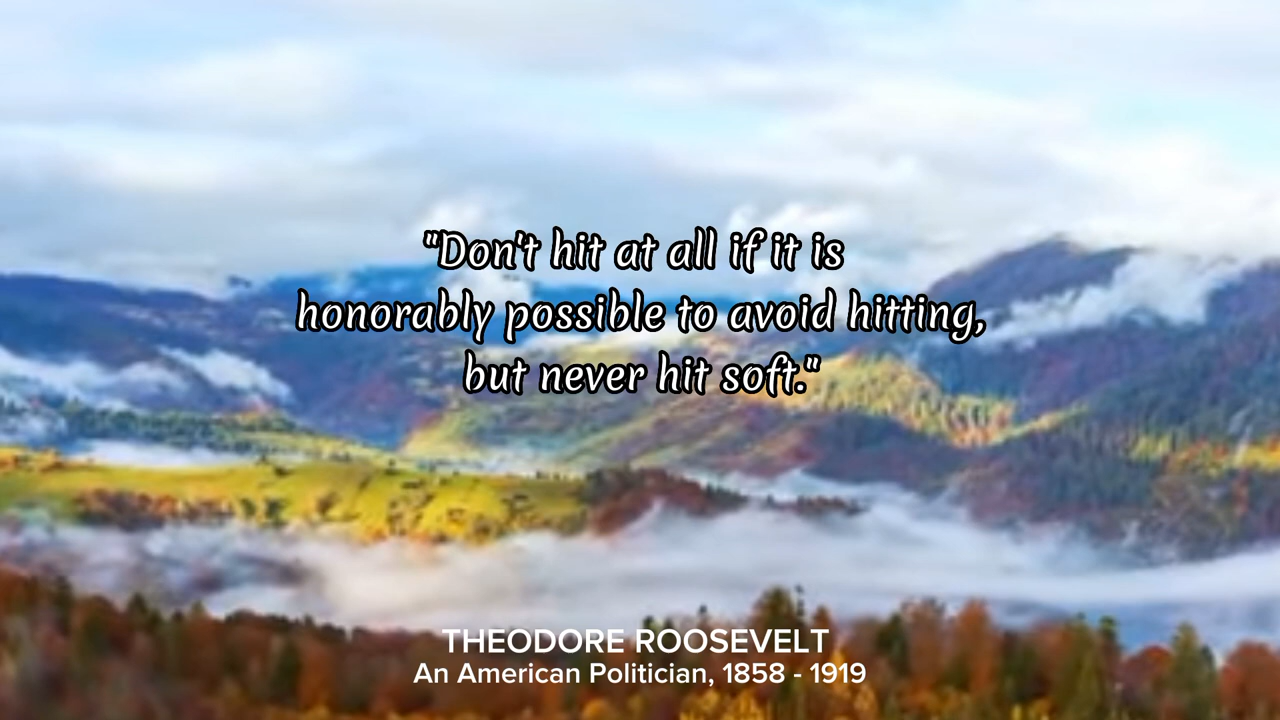 "Don't hit at all if it is
honorably possible to avoid hitting,
but never hit soft."
THEODORE ROOSEVELT
An American Politician, 1858 - 1919